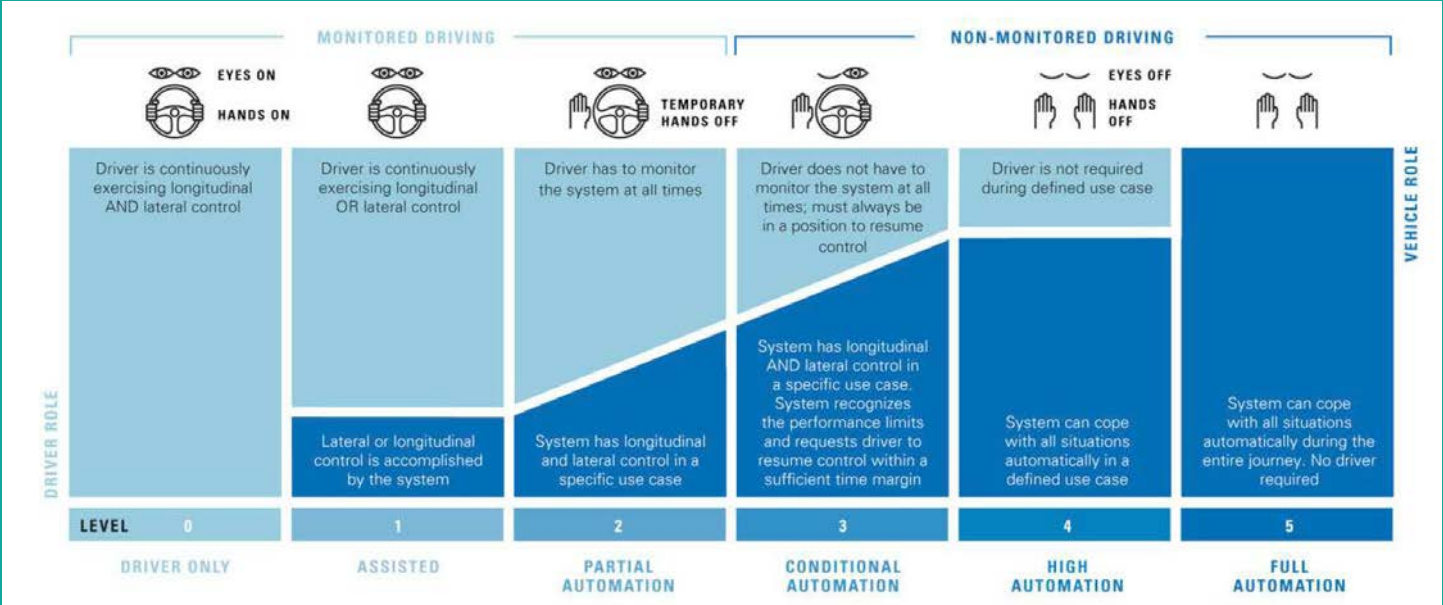 MONITORED DRIVING
NON-MONITORED DRIVING
EYES ON
HANDS ON
TEMPORARY
HANDS OFF
EYES OFF
HANDS
OFF
Driver is continuously
exercising longitudinal
AND lateral control
Driver is continuously
exercising longitudinal
OR lateral control
Driver has to monitor
the system at all times
Driver does not have to
monitor the system at all
times; must always be
in a position to resume
control
Driver is not required
during defined use case
VEHICLE ROLE
DRIVER ROLE
Lateral or longitudinal
control is accomplished
by the system
System has longitudinal
and lateral control in a
specific use case
System has longitudinal
AND lateral control in
a specific use case.
System recognizes
the performance limits
and requests driver to
resume control within a
sufficient time margin
System can cope
with all situations
automatically in a
defined use case
System can cope
with all situations
automatically during the
entire journey. No driver
required
LEVEL 0 1 2 3 4 5
DRIVER ONLY
ASSISTED
PARTIAL
AUTOMATION
CONDITIONAL
AUTOMATION
HIGH
AUTOMATION
FULL
AUTOMATION